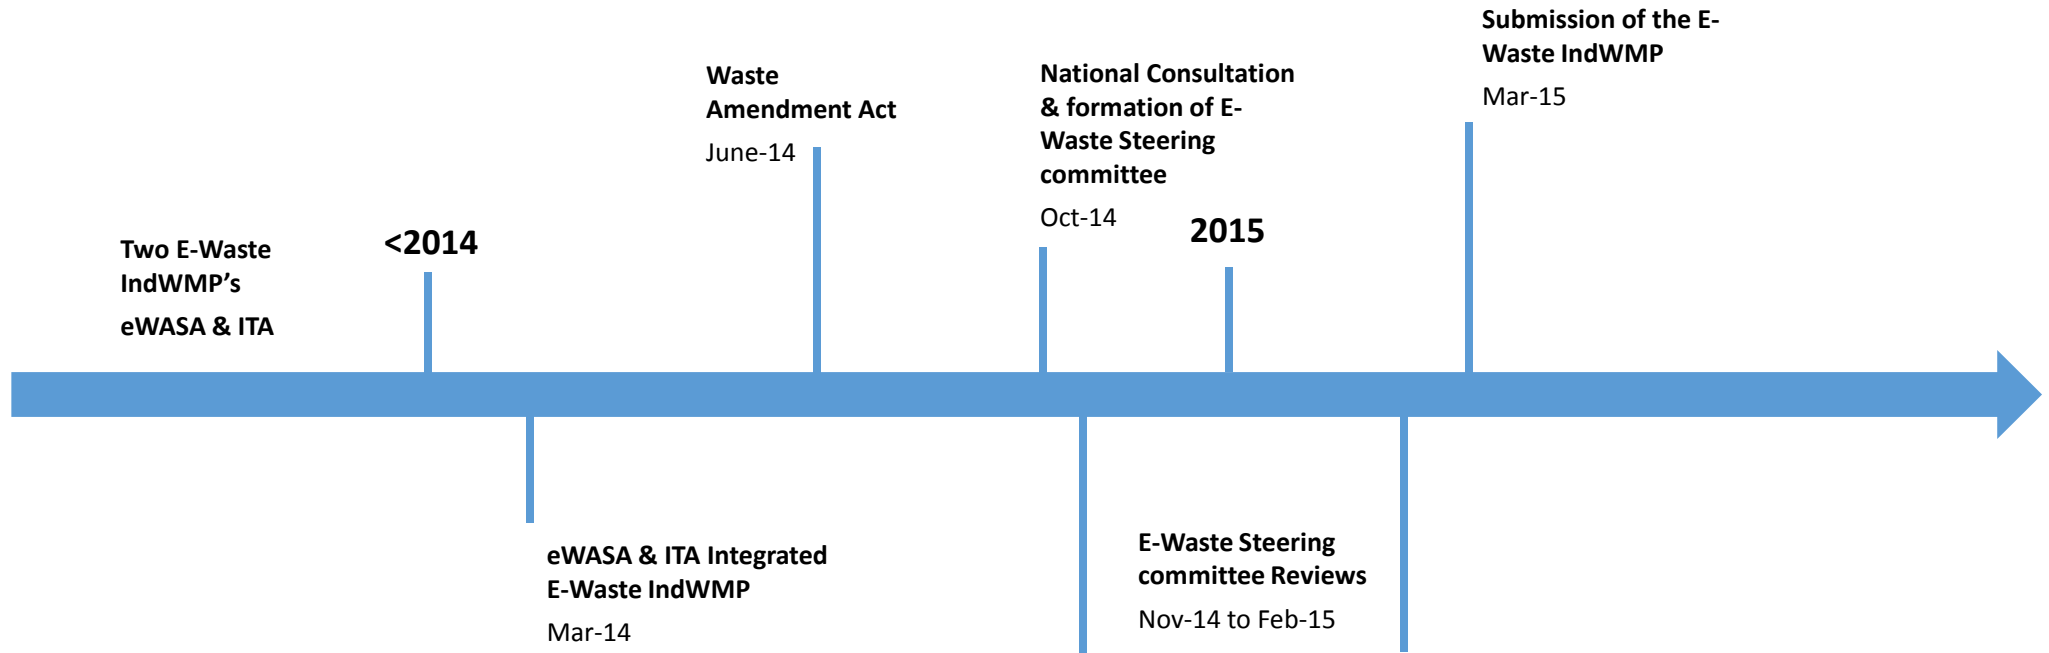 Two E-Waste
IndWMP’s
eWASA & ITA
<2014
eWASA & ITA Integrated
E-Waste IndWMP
Mar-14
Waste
Amendment Act
June-14
National Consultation
& formation of E-
Waste Steering
committee
Oct-14
2015
E-Waste Steering
committee Reviews
Nov-14 to Feb-15
Submission of the E-
Waste IndWMP
Mar-15